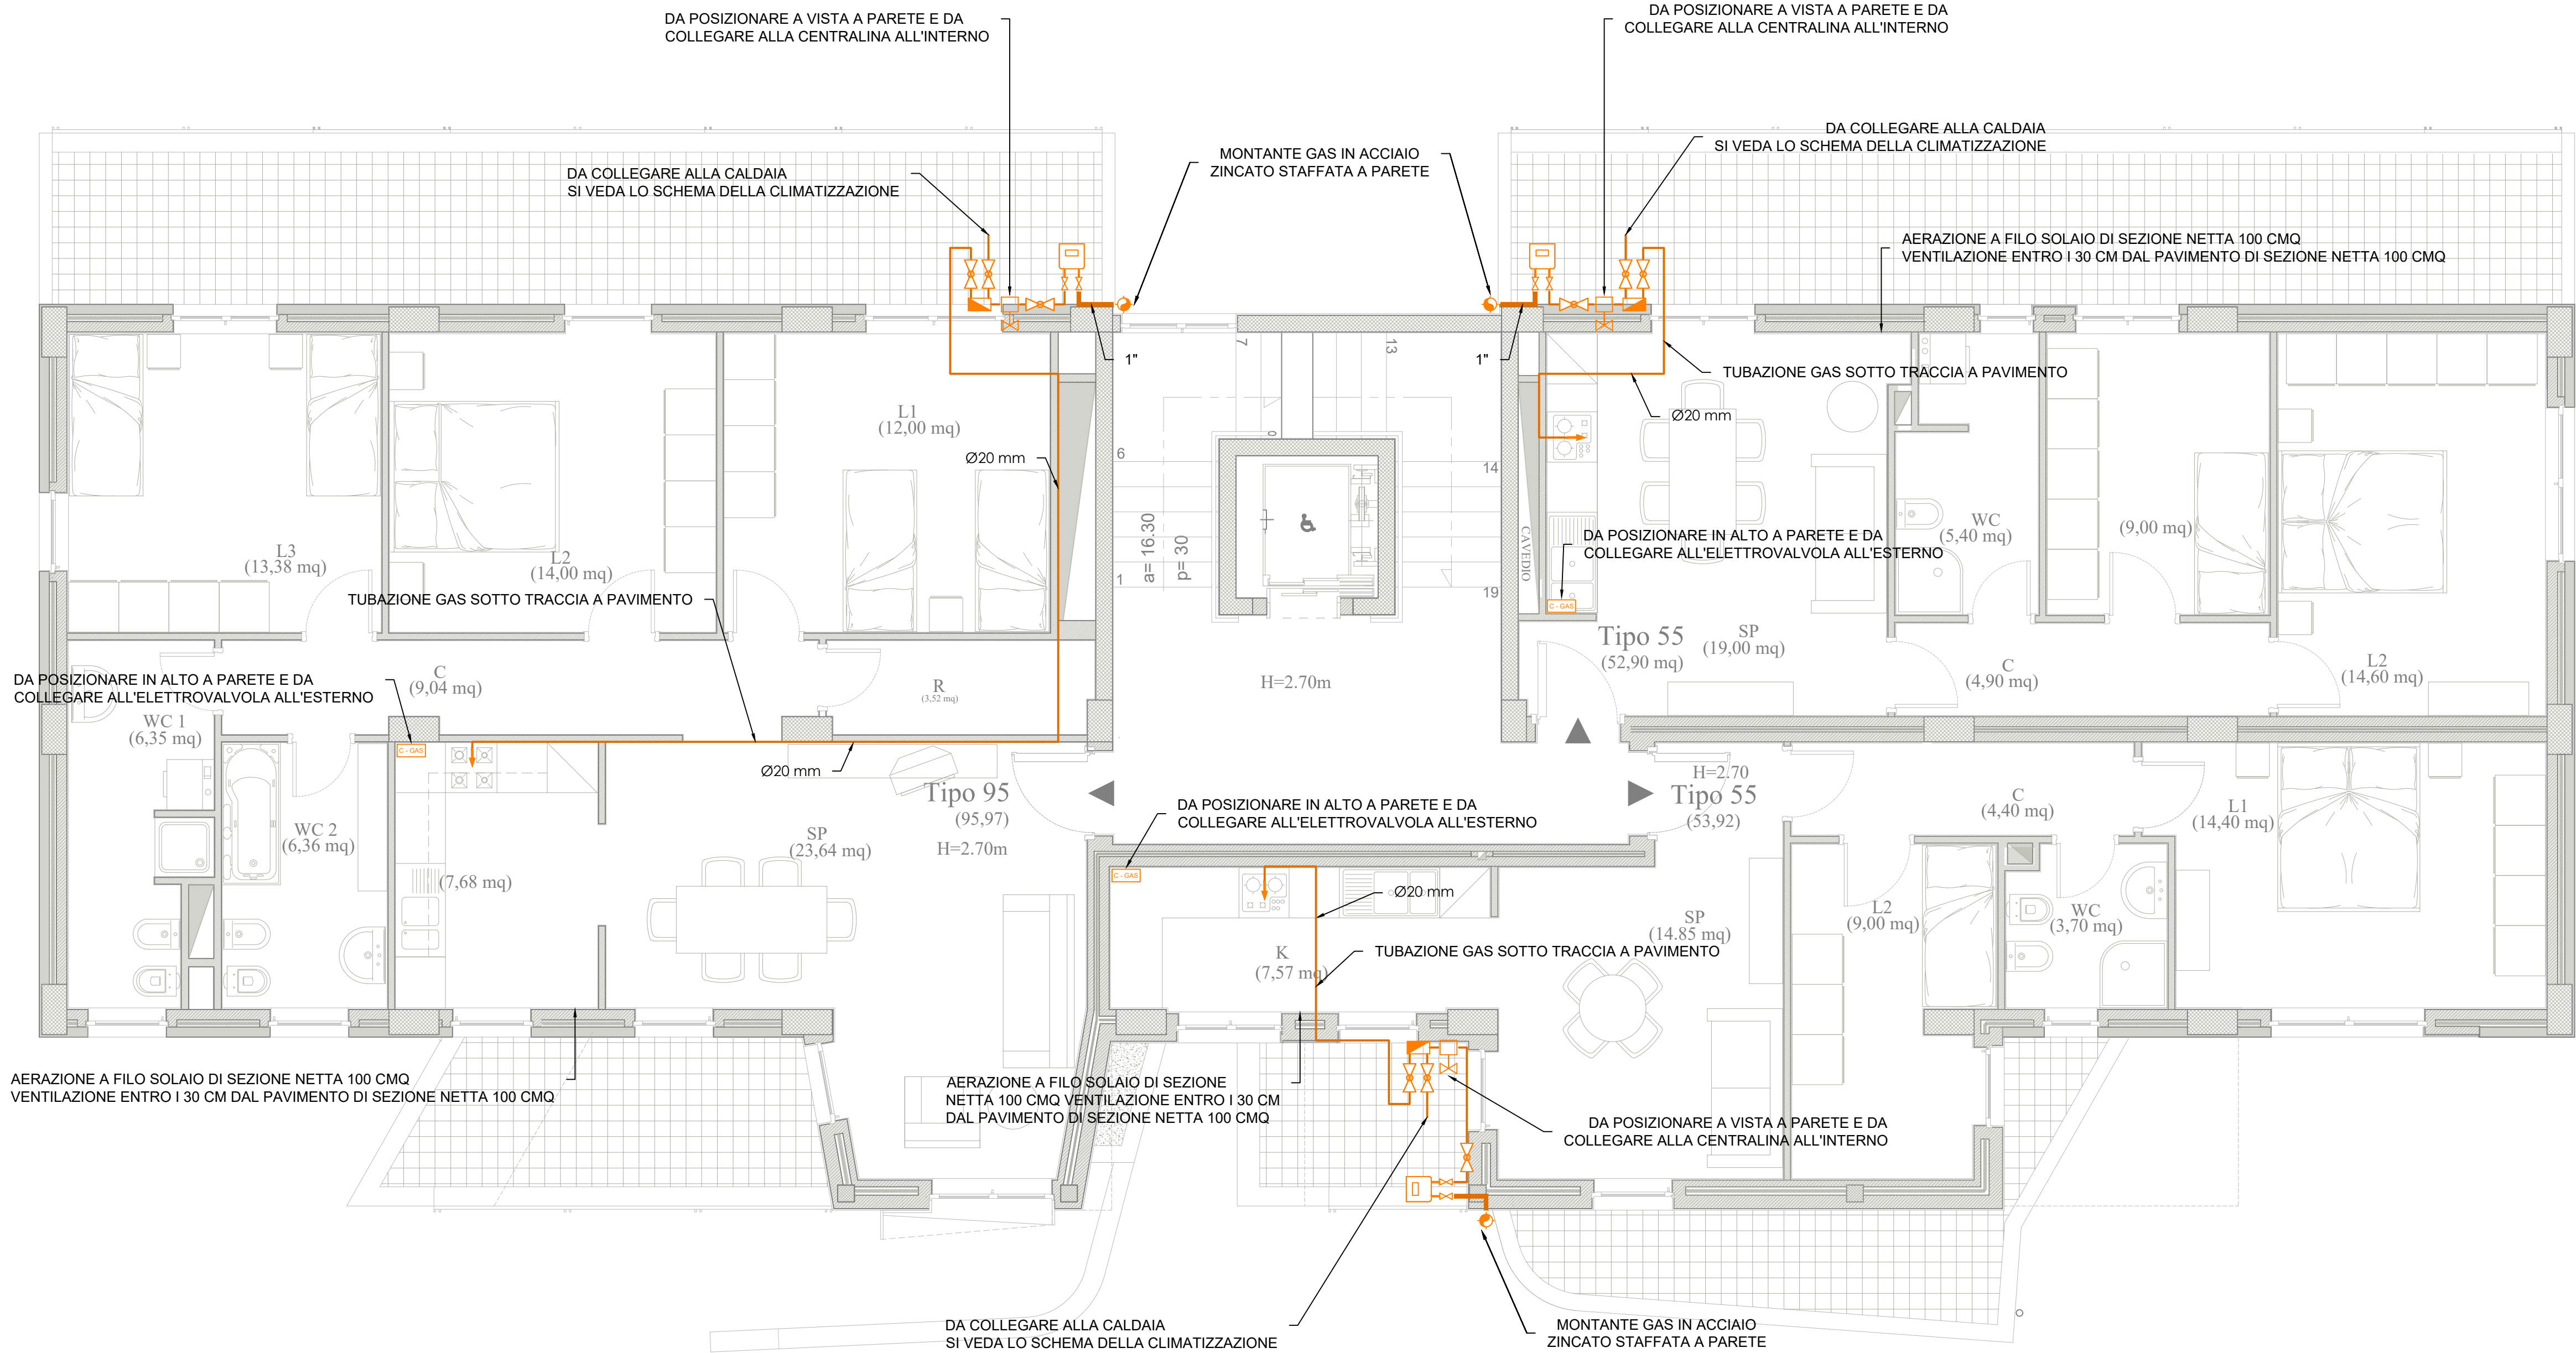 DA POSIZIONARE A VISTA A PARETE E DA
COLLEGARE ALLA CENTRALINA ALL'INTERNO
DA POSIZIONARE A VISTA A PARETE E DA
COLLEGARE ALLA CENTRALINA ALL'INTERNO
DA COLLEGARE ALLA CALDAIA
SI VEDA LO SCHEMA DELLA CLIMATIZZAZIONE
MONTANTE GAS IN ACCIAIO
ZINCATO STAFFATA A PARETE
DA COLLEGARE ALLA CALDAIA
SI VEDA LO SCHEMA DELLA CLIMATIZZAZIONE
AERAZIONE A FILO SOLAIO DI SEZIONE NETTA 100 CMQ
VENTILAZIONE ENTRO I 30 CM DAL PAVIMENTO DI SEZIONE NETTA 100 CMQ
1"
1"
7
13
TUBAZIONE GAS SOTTO TRACCIA A PAVIMENTO
Ø20 mm
L1
(12,00 mq)
Ø20 mm
0
6
14
a= 16.30
p= 30
1
19
CAVEDIO
L3
(13,38 mq)
L2
(14,00 mq)
WC
(5,40 mq)
(9,00 mq)
DA POSIZIONARE IN ALTO A PARETE E DA
COLLEGARE ALL'ELETTROVALVOLA ALL'ESTERNO
C - GAS
TUBAZIONE GAS SOTTO TRACCIA A PAVIMENTO
Tipo 55
(52,90 mq)
SP
(19,00 mq)
C
(4,90 mq)
L2
(14,60 mq)
DA POSIZIONARE IN ALTO A PARETE E DA
COLLEGARE ALL'ELETTROVALVOLA ALL'ESTERNO
C
(9,04 mq)
R
(3,52 mq)
H=2.70m
WC 1
(6,35 mq)
C - GAS
Ø20 mm
Tipo 95
(95,97)
H=2.70m
H=2.70
Tipo 55
(53,92)
C
(4,40 mq)
L1
(14,40 mq)
WC 2
(6,36 mq)
SP
(23,64 mq)
(7,68 mq)
DA POSIZIONARE IN ALTO A PARETE E DA
COLLEGARE ALL'ELETTROVALVOLA ALL'ESTERNO
C - GAS
Ø20 mm
SP
(14.85 mq)
L2
(9,00 mq)
WC
(3,70 mq)
K
(7,57 mq)
TUBAZIONE GAS SOTTO TRACCIA A PAVIMENTO
AERAZIONE A FILO SOLAIO DI SEZIONE NETTA 100 CMQ
VENTILAZIONE ENTRO I 30 CM DAL PAVIMENTO DI SEZIONE NETTA 100 CMQ
AERAZIONE A FILO SOLAIO DI SEZIONE
NETTA 100 CMQ VENTILAZIONE ENTRO I 30 CM
DAL PAVIMENTO DI SEZIONE NETTA 100 CMQ
DA POSIZIONARE A VISTA A PARETE E DA
COLLEGARE ALLA CENTRALINA ALL'INTERNO
DA COLLEGARE ALLA CALDAIA
SI VEDA LO SCHEMA DELLA CLIMATIZZAZIONE
MONTANTE GAS IN ACCIAIO
ZINCATO STAFFATA A PARETE